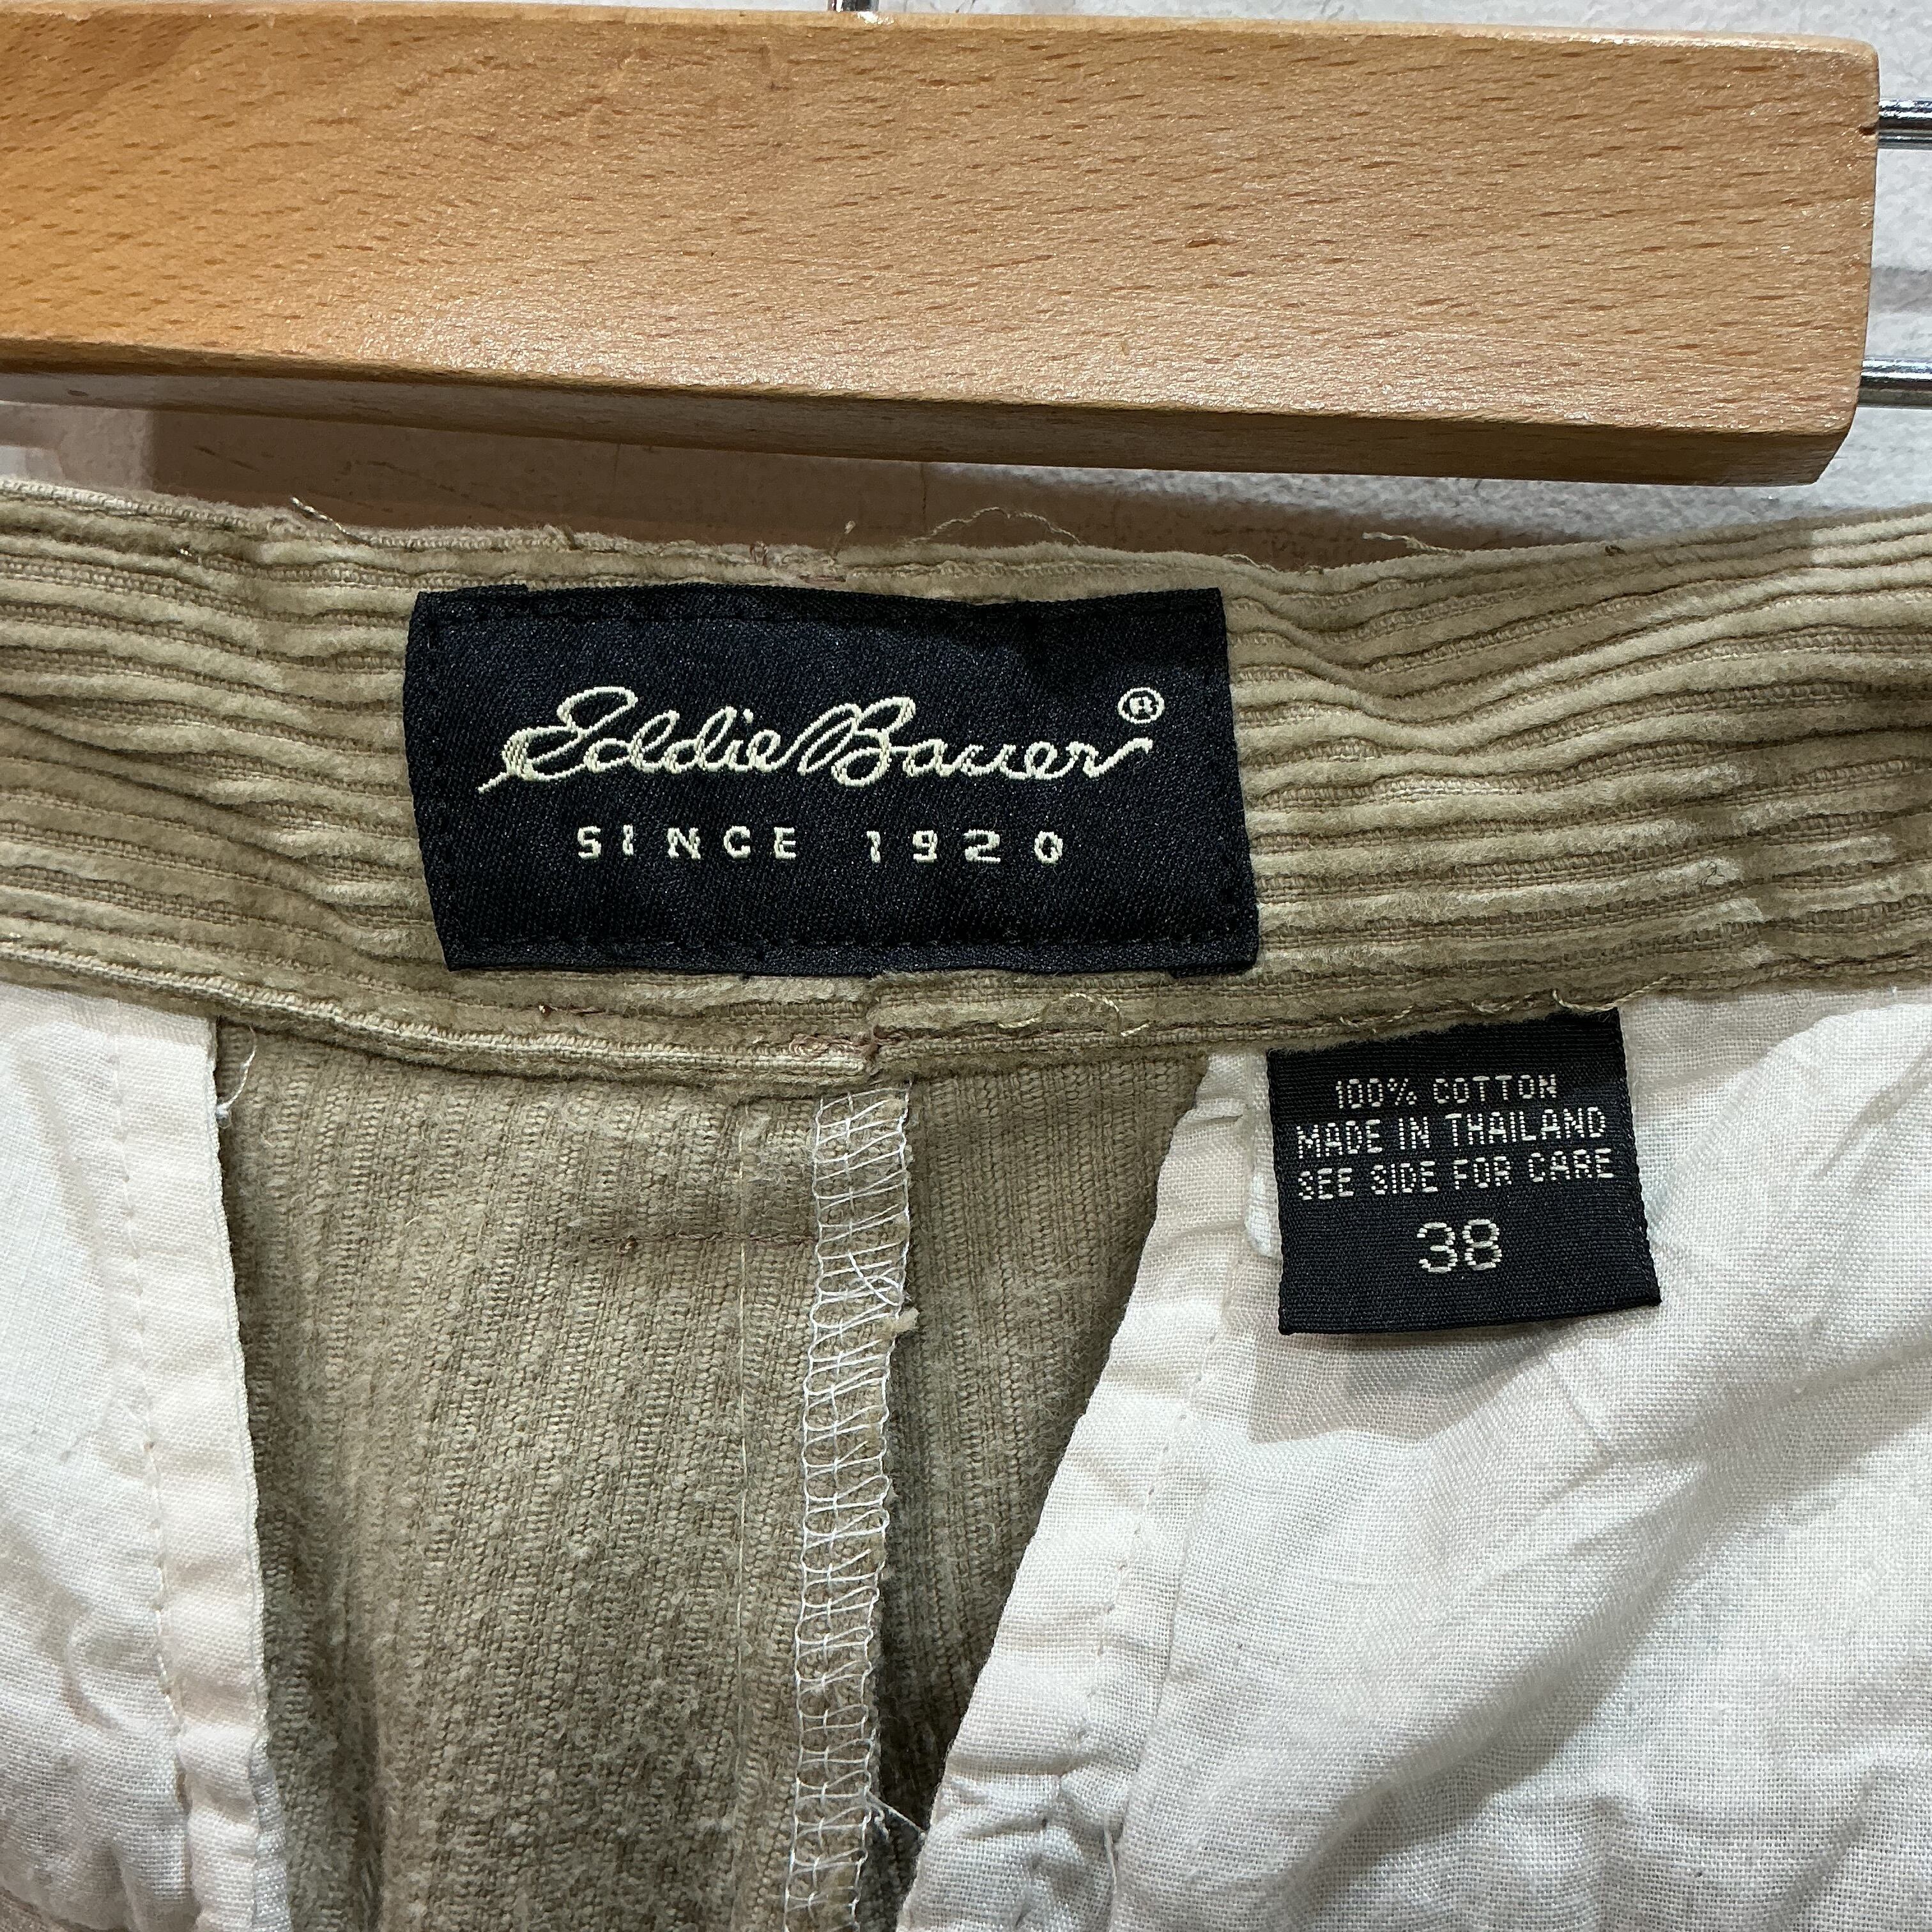 Eddie Bauer®
SINCE 1920
100% COTTON
MADE IN THAILAND
SEE SIDE FOR CARE
38